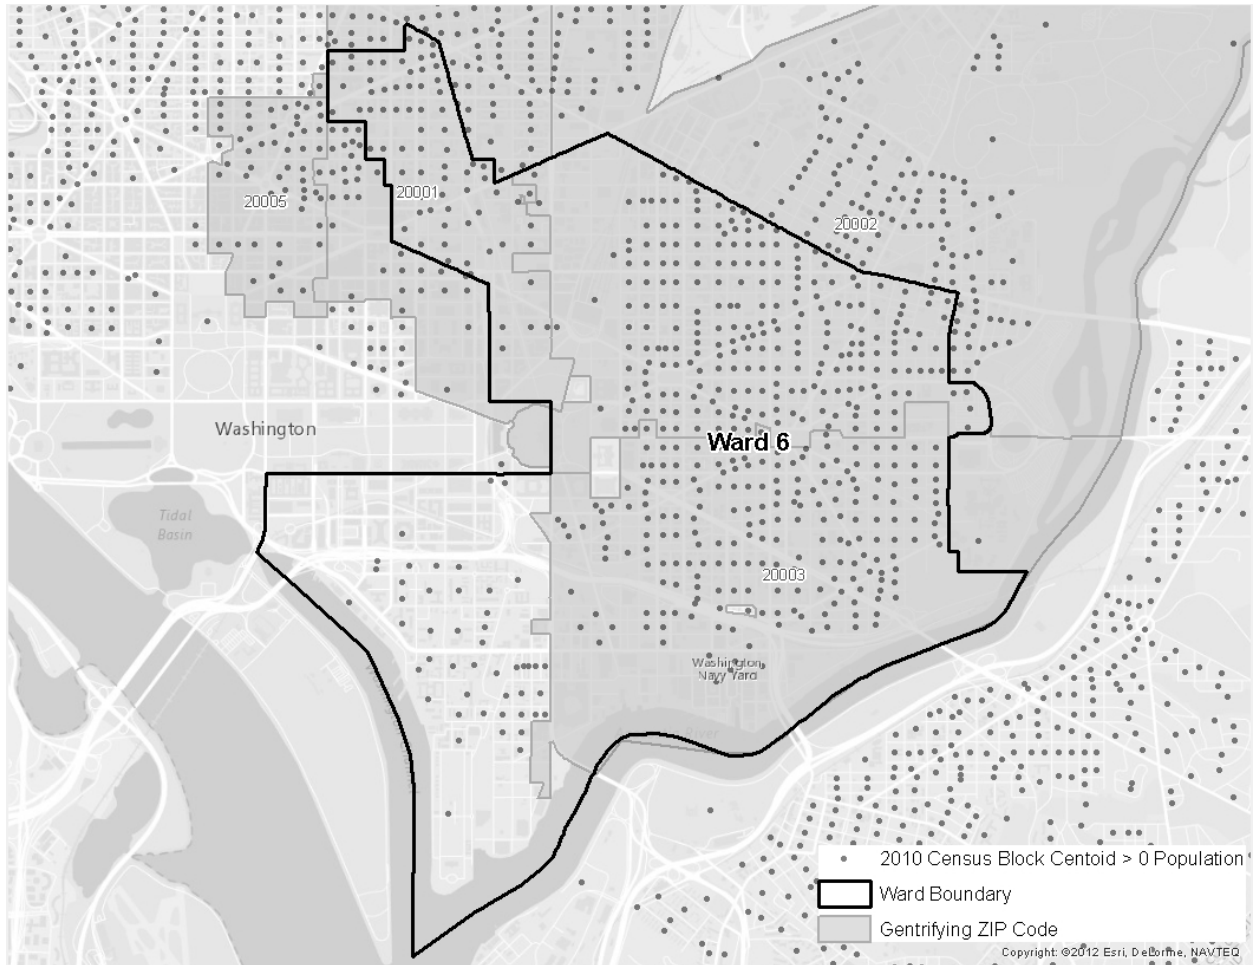 20005
20001
20002
Washington
Ward 6
Tidal
Basin
20003
Washington
Navy Yard
River
2010 Census Block Centoid > 0 Population
Ward Boundary
Gentrifying ZIP Code
Copyright: ©2012 Esri, DeLorme, NAVTEQ